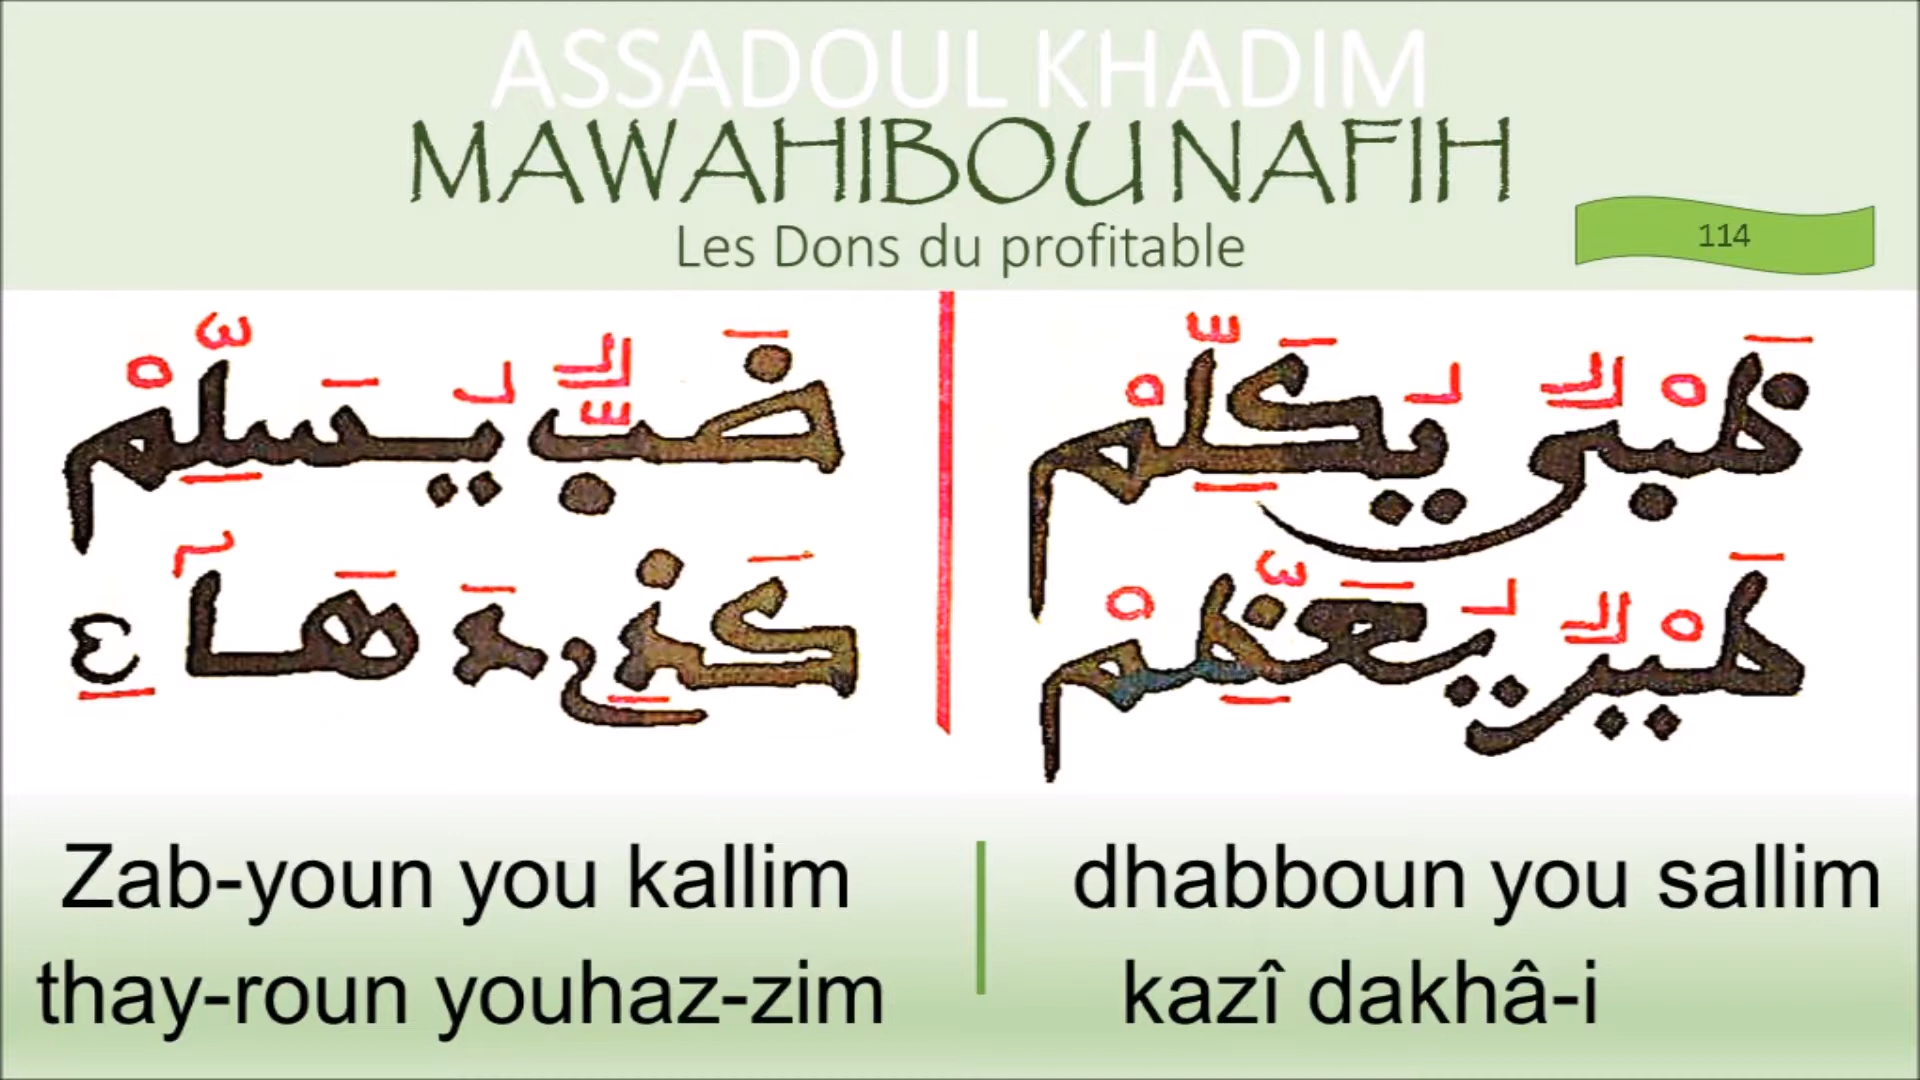 ASSADOUL KHADIM
MAWAHIBOU NAFIH
Les Dons du profitable
114
ظَبْيٌ يُكَلِّمْ ضَبٌّ يُسَلِّمْ
طَيْرٌ يُعَظِّمْ كَذِي دَهَآءِ
Zab-youn you kallim
dhabboun you sallim
thay-roun youhaz-zim
kazî dakhâ-i